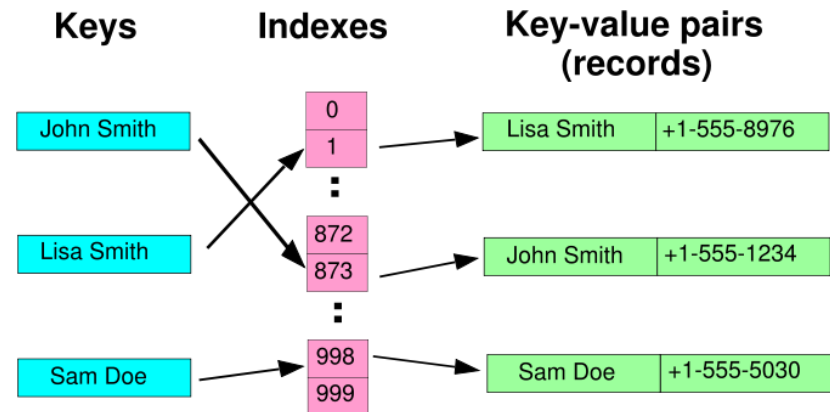 Keys
Indexes
Key-value pairs
(records)
John Smith
0
1
:
Lisa Smith
+1-555-8976
Lisa Smith
872
873
:
John Smith
+1-555-1234
Sam Doe
998
999
Sam Doe
+1-555-5030